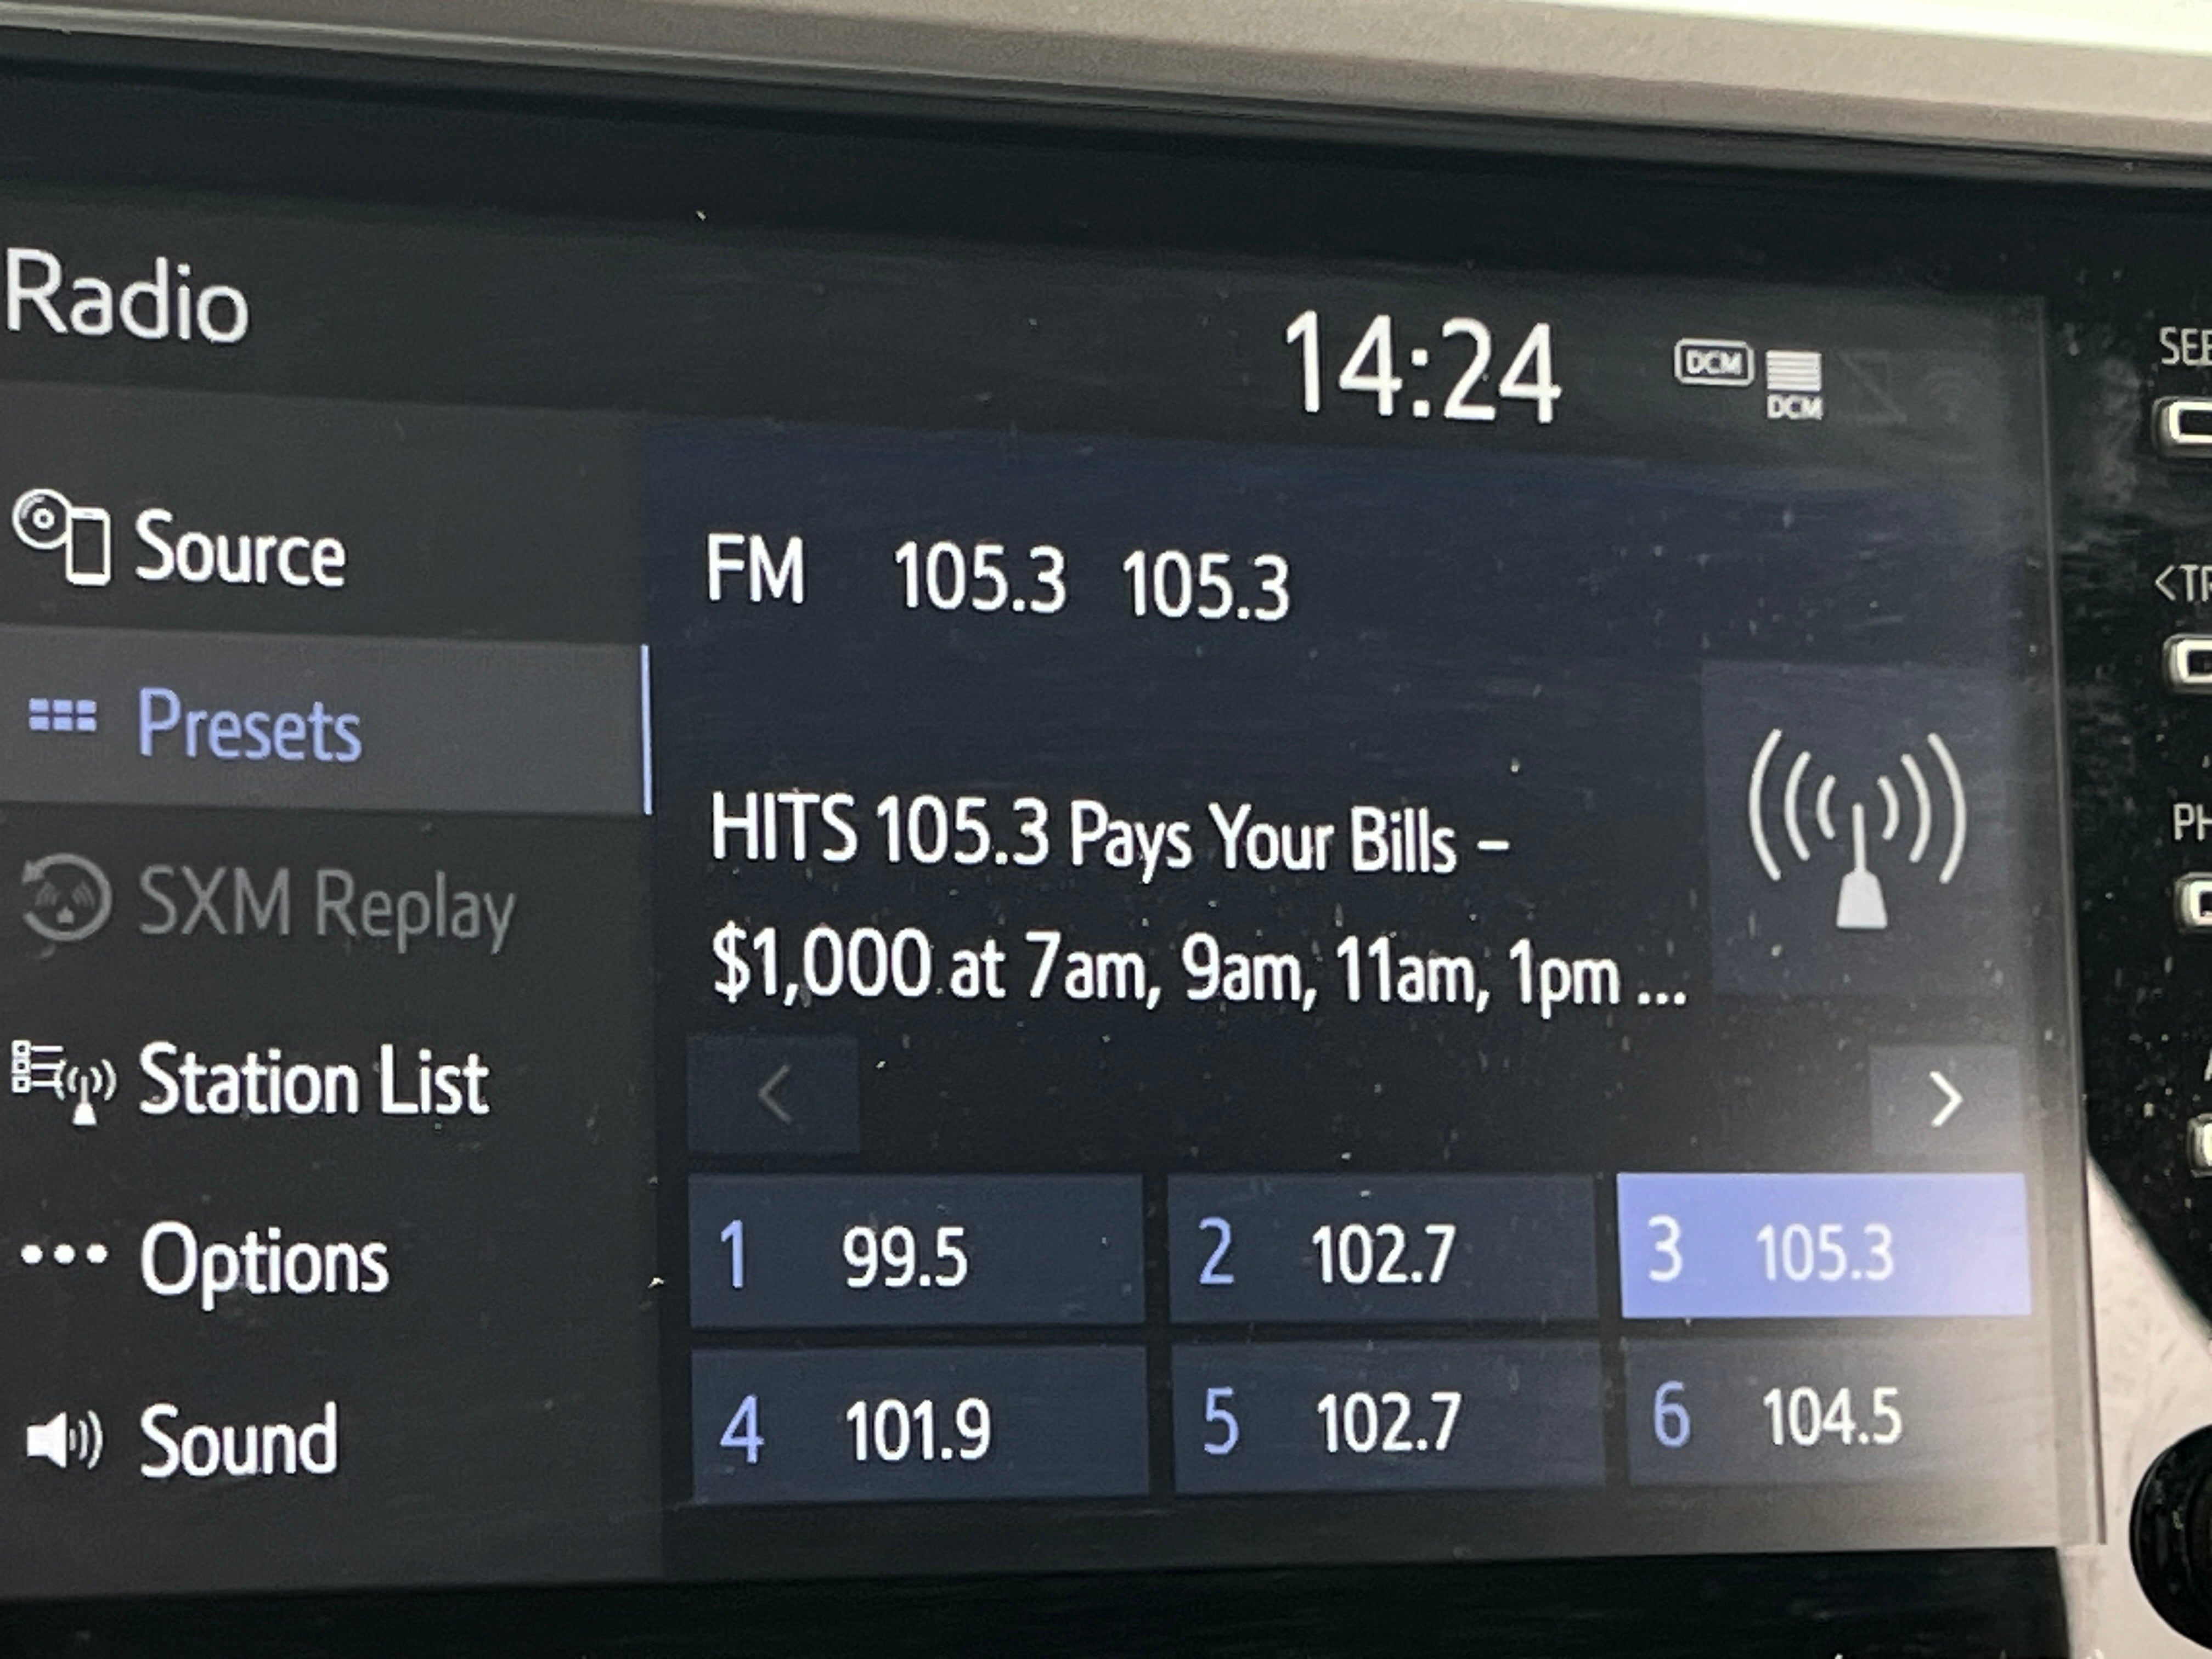 Radio
14:24
DCM
DCM
Source
Presets
SXM Replay
Station List
Options
Sound
FM 105.3 105.3
HITS 105.3 Pays Your Bills –
$1,000 at 7am, 9am, 11am, 1pm ...
1 99.5
2 102.7
3 105.3
4 101.9
5 102.7
6 104.5